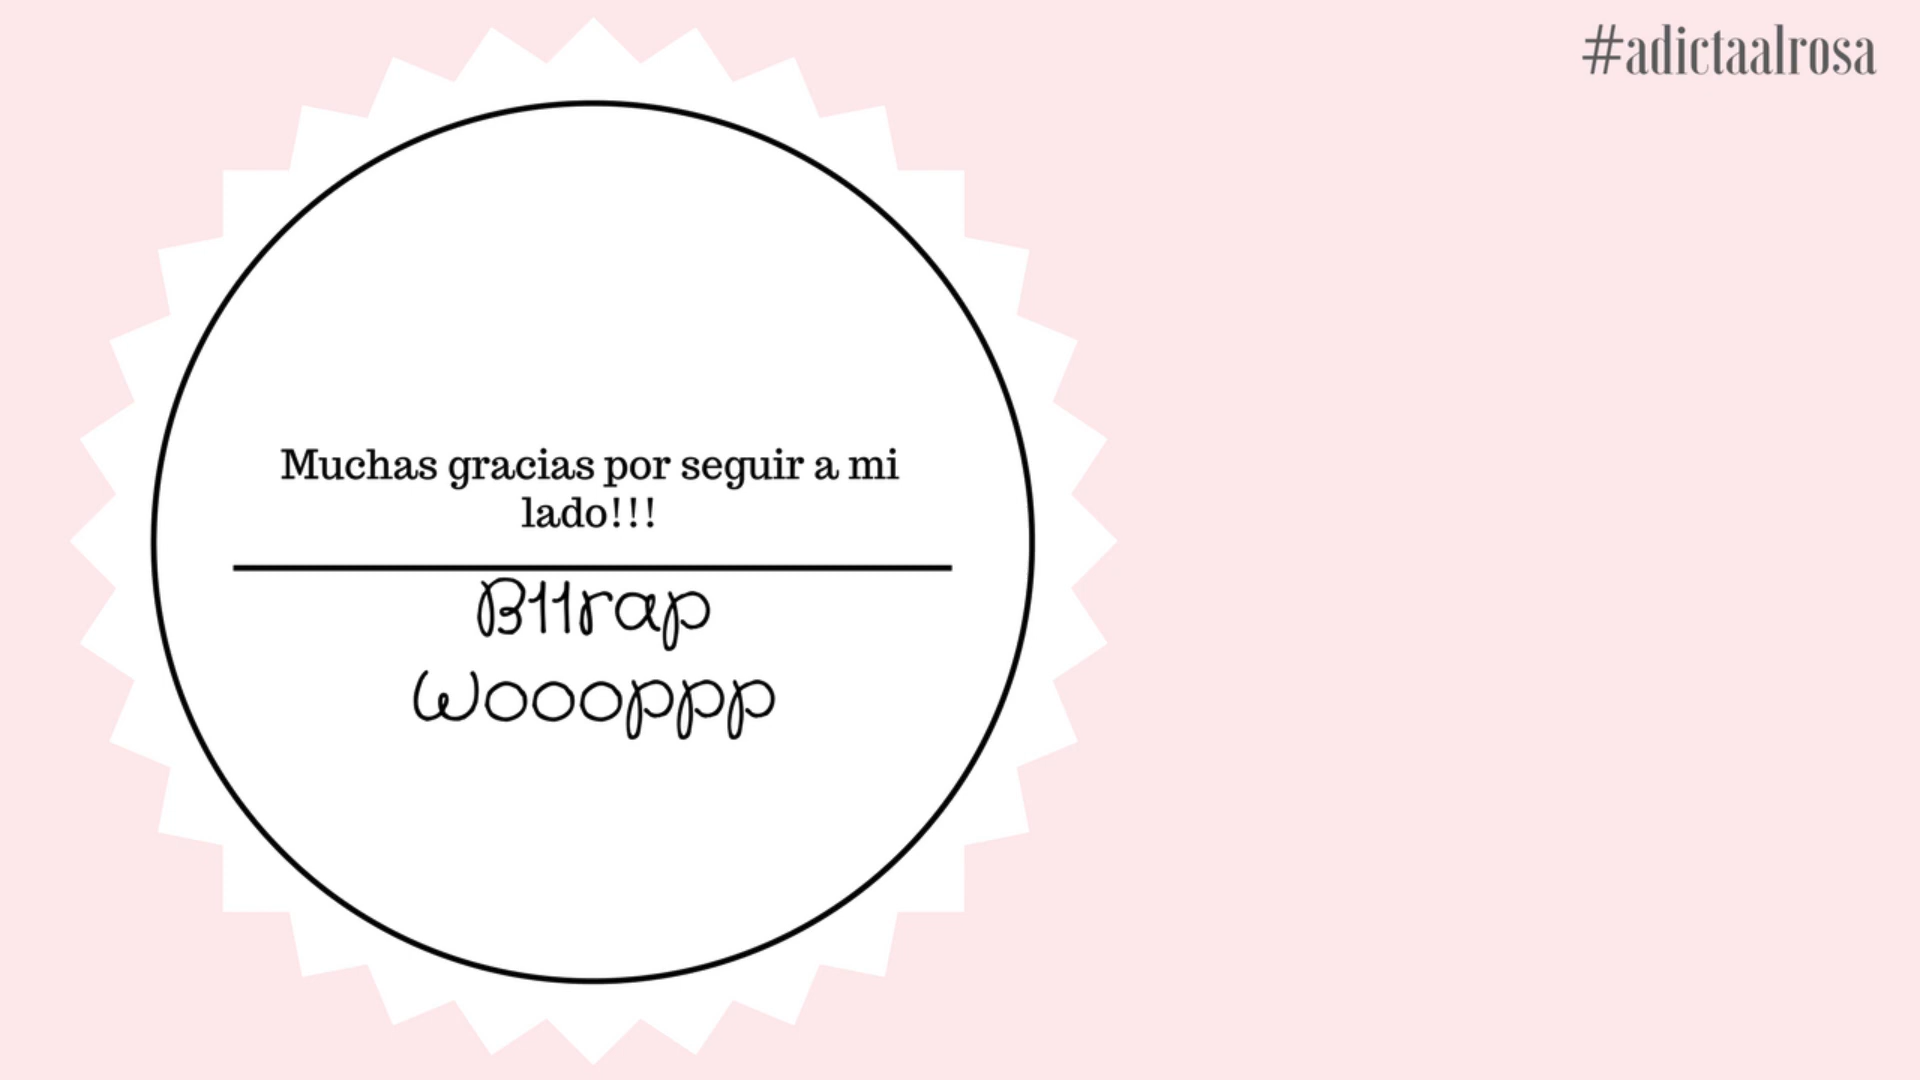 #adictaalrosa
Muchas gracias por seguir a mi
lado!!!
B11rap
Woooppp